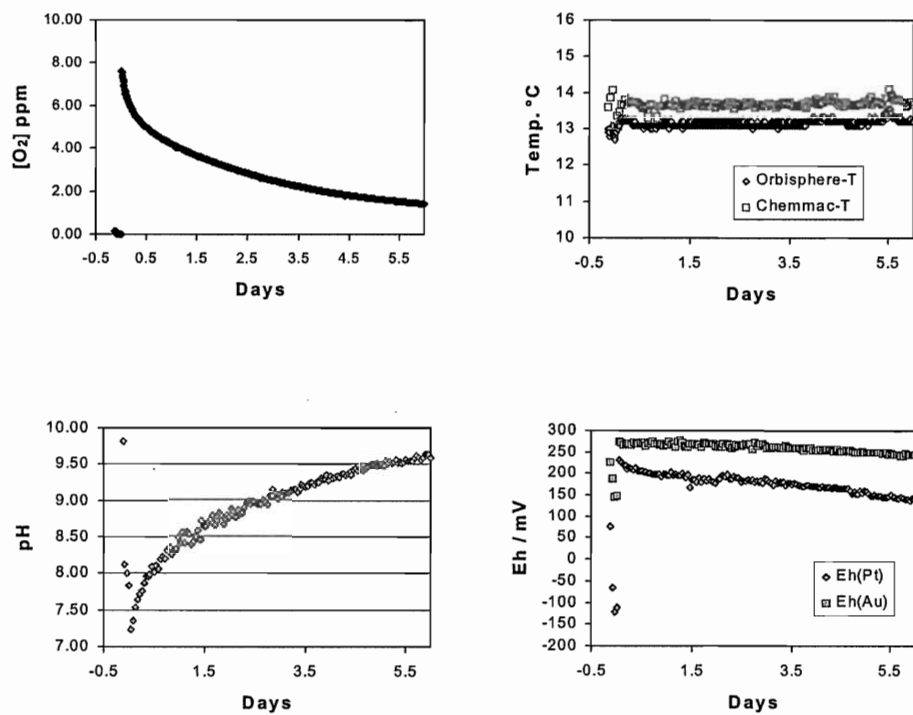 10.00
8.00
6.00
4.00
2.00
0.00
[O₂] ppm
-0.5 0.5 1.5 2.5 3.5 4.5 5.5
Days
16
15
14
13
12
11
10
Temp. °C
Orbisphere-T
Chemmac-T
-0.5 1.5 3.5 5.5
Days
10.00
9.50
9.00
8.50
8.00
7.50
7.00
pH
-0.5 1.5 3.5 5.5
Days
300
250
200
150
100
50
0
-50
-100
-150
-200
Eh / mV
Eh(Pt)
Eh(Au)
-0.5 1.5 3.5 5.5
Days